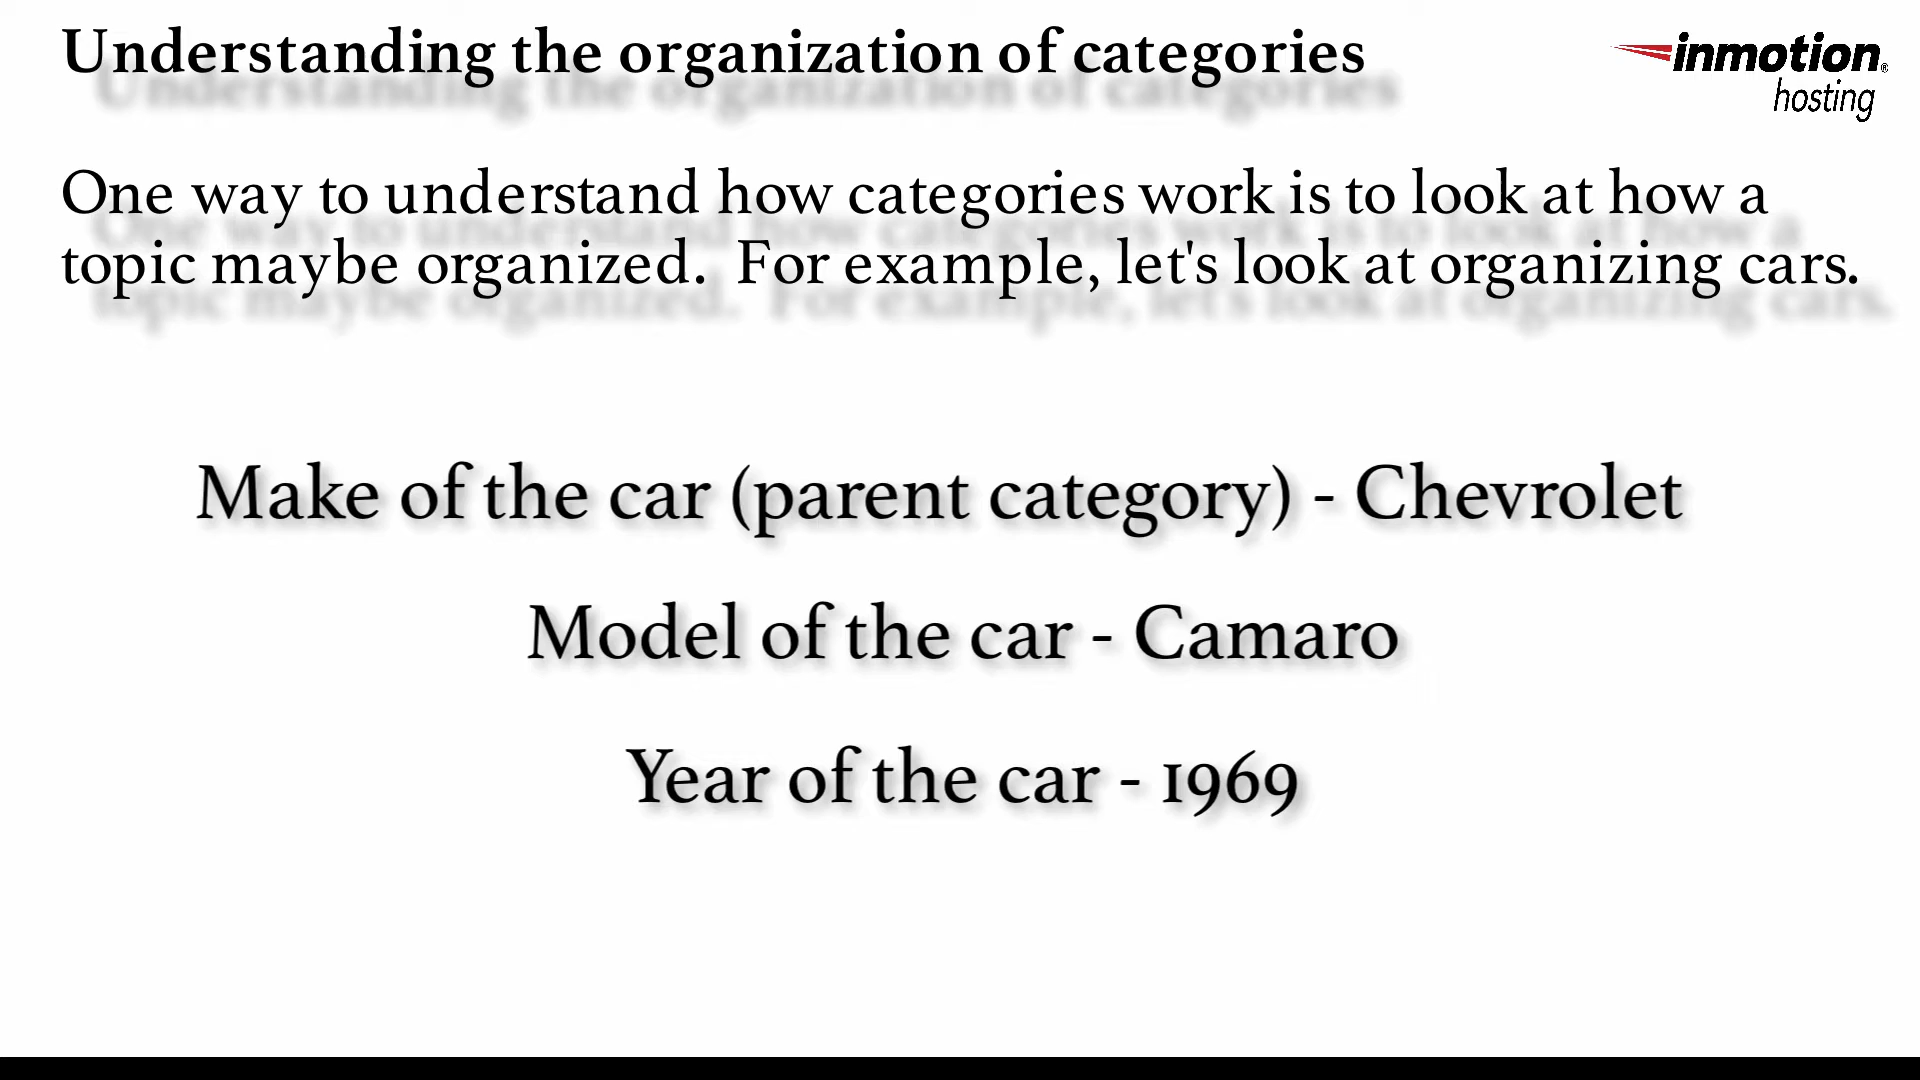 Understanding the organization of categories
inmotion®
hosting
One way to understand how categories work is to look at how a
topic maybe organized.  For example, let's look at organizing cars.
Make of the car (parent category) - Chevrolet
Model of the car - Camaro
Year of the car - 1969